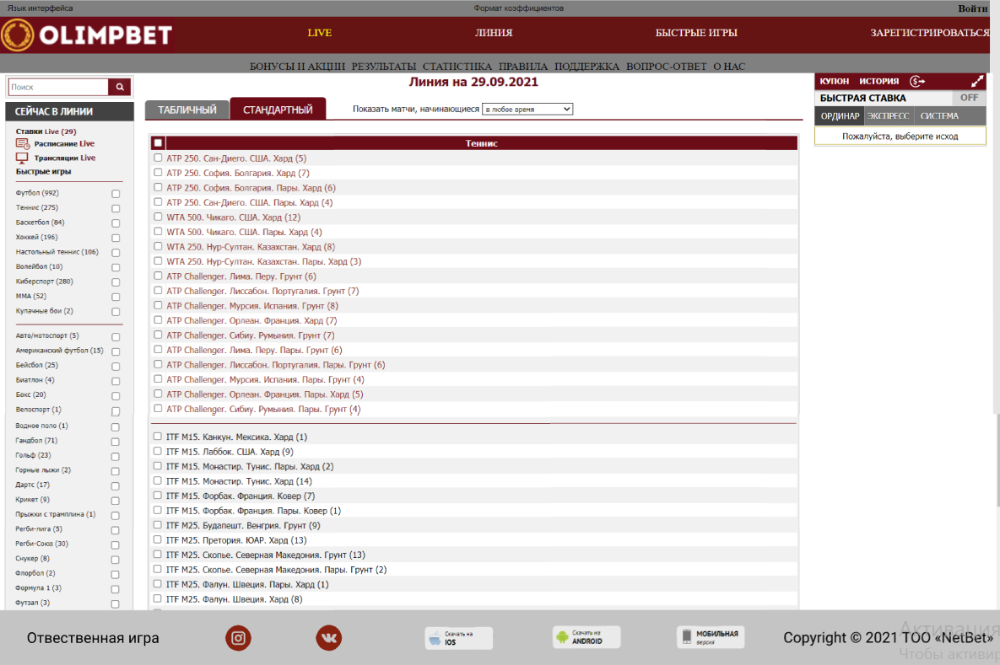 Язык интерфейса
Формат коэффициентов
Войти
OLIMPBET
LIVE
ЛИНИЯ
БЫСТРЫЕ ИГРЫ
ЗАРЕГИСТРИРОВАТЬСЯ
БОНУСЫ И АКЦИИ РЕЗУЛЬТАТЫ СТАТИСТИКА ПРАВИЛА ПОДДЕРЖКА ВОПРОС-ОТВЕТ О НАС
Поиск
СЕЙЧАС В ЛИНИИ
Ставки Live (29)
Расписание Live
Трансляции Live
Быстрые игры
Футбол (992)
Теннис (275)
Баскетбол (84)
Хоккей (196)
Настольный теннис (106)
Волейбол (10)
Киберспорт (280)
ММА (52)
Кулачные бои (2)
Авто/мотоспорт (5)
Американский футбол (15)
Бейсбол (25)
Биатлон (4)
Бокс (20)
Велоспорт (1)
Водное поло (1)
Гандбол (71)
Гольф (23)
Горные лыжи (2)
Дартс (17)
Крикет (9)
Прыжки с трамплина (1)
Регби-лига (5)
Регби-Союз (30)
Снукер (8)
Флорбол (2)
Формула 1 (3)
Футзал (3)
Линия на 29.09.2021
ТАБЛИЧНЫЙ
СТАНДАРТНЫЙ
Показать матчи, начинающиеся в любое время
Теннис
ATP 250. Сан-Диего. США. Хард (5)
ATP 250. София. Болгария. Хард (7)
ATP 250. София. Болгария. Пары. Хард (6)
ATP 250. Сан-Диего. США. Пары. Хард (4)
WTA 500. Чикаго. США. Хард (12)
WTA 500. Чикаго. США. Пары. Хард (4)
WTA 250. Нур-Султан. Казахстан. Хард (8)
WTA 250. Нур-Султан. Казахстан. Пары. Хард (3)
ATP Challenger. Лима. Перу. Грунт (6)
ATP Challenger. Лиссабон. Португалия. Грунт (7)
ATP Challenger. Мурсия. Испания. Грунт (8)
ATP Challenger. Орлеан. Франция. Хард (7)
ATP Challenger. Сибиу. Румыния. Грунт (7)
ATP Challenger. Лима. Перу. Пары. Грунт (6)
ATP Challenger. Лиссабон. Португалия. Пары. Грунт (6)
ATP Challenger. Мурсия. Испания. Пары. Грунт (4)
ATP Challenger. Орлеан. Франция. Пары. Хард (5)
ATP Challenger. Сибиу. Румыния. Пары. Грунт (4)
ITF M15. Канкун. Мексика. Хард (1)
ITF M15. Лаббок. США. Хард (9)
ITF M15. Монастир. Тунис. Пары. Хард (2)
ITF M15. Монастир. Тунис. Хард (14)
ITF M15. Форбак. Франция. Ковер (7)
ITF M15. Форбак. Франция. Пары. Ковер (1)
ITF M25. Будапешт. Венгрия. Грунт (9)
ITF M25. Претория. ЮАР. Хард (13)
ITF M25. Скопье. Северная Македония. Грунт (13)
ITF M25. Скопье. Северная Македония. Пары. Грунт (2)
ITF M25. Фалун. Швеция. Пары. Хард (1)
ITF M25. Фалун. Швеция. Хард (8)
КУПОН ИСТОРИЯ
БЫСТРАЯ СТАВКА OFF
ОРДИНАР ЭКСПРЕСС СИСТЕМА
Пожалуйста, выберите исход
Отвественная игра
Скачать на
IOS
Скачать на
ANDROID
МОБИЛЬНАЯ
версия
Copyright © 2021 ТОО «NetBet»
Активация
Чтобы активир